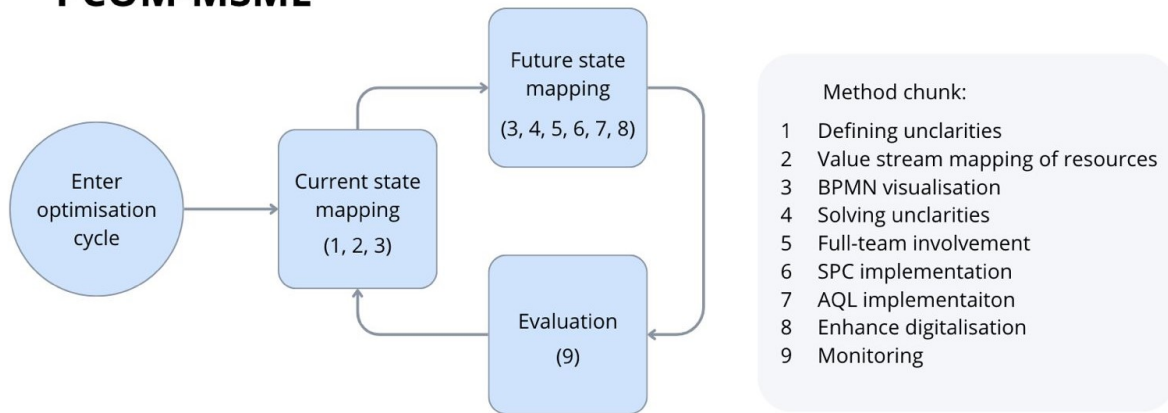 Enter
optimisation
cycle
Current state
mapping
(1, 2, 3)
Future state
mapping
(3, 4, 5, 6, 7, 8)
Evaluation
(9)
Method chunk:
1 Defining unclarities
2 Value stream mapping of resources
3 BPMN visualisation
4 Solving unclarities
5 Full-team involvement
6 SPC implementation
7 AQL implementaiton
8 Enhance digitalisation
9 Monitoring